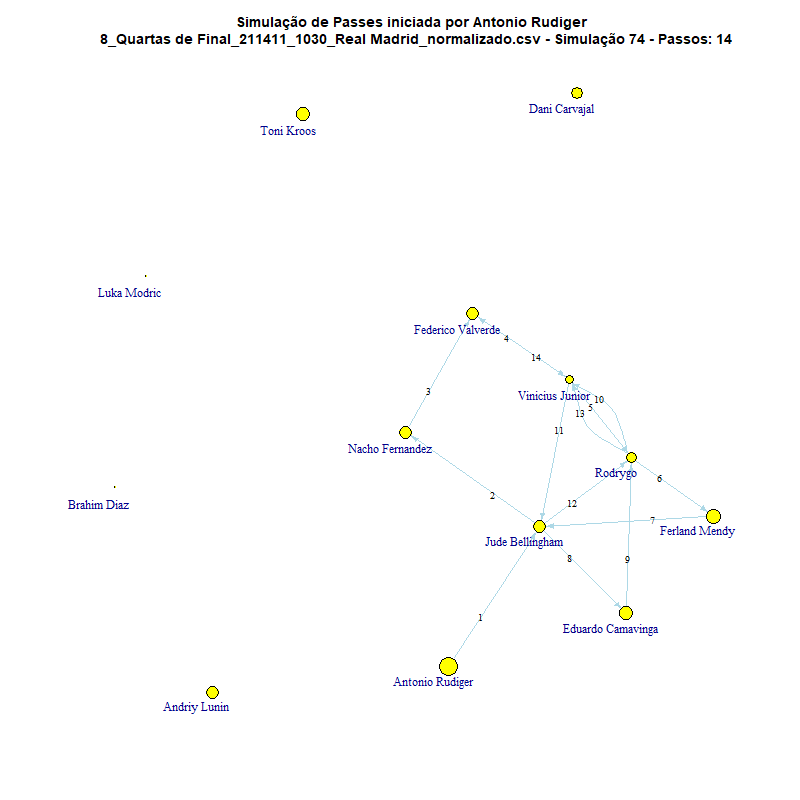 Simulação de Passes iniciada por Antonio Rudiger
8_Quartas de Final_211411_1030_Real Madrid_normalizado.csv - Simulação 74 - Passos: 14
Dani Carvajal
Toni Kroos
Luka Modric
Federico Valverde
4
14
Vinicius Junior
10
5
13
3
11
Nacho Fernandez
Rodrygo
6
2
12
Brahim Diaz
7
Ferland Mendy
Jude Bellingham
8
9
1
Eduardo Camavinga
Antonio Rudiger
Andriy Lunin